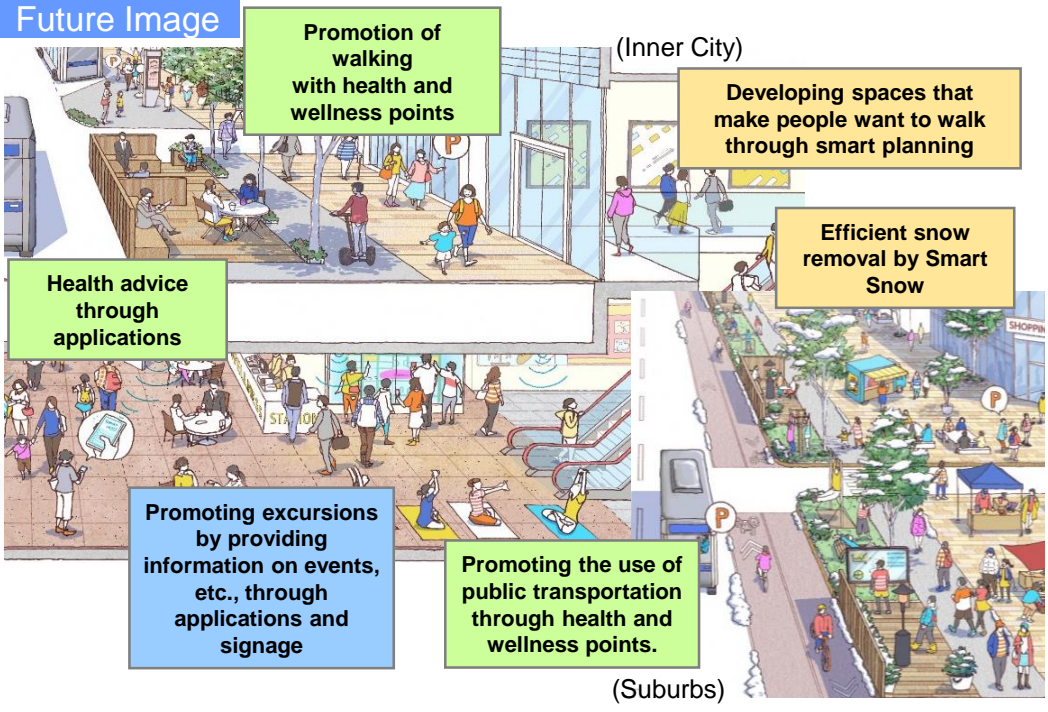 Future Image
Promotion of
walking
with health and
wellness points
(Inner City)
Developing spaces that
make people want to walk
through smart planning
P
P
P
Efficient snow
removal by Smart
Snow
Health advice
through
applications
SHOPPIN
P
STATION
P
Promoting excursions
by providing
information on events,
etc., through
applications and
signage
Promoting the use of
public transportation
through health and
wellness points.
(Suburbs)